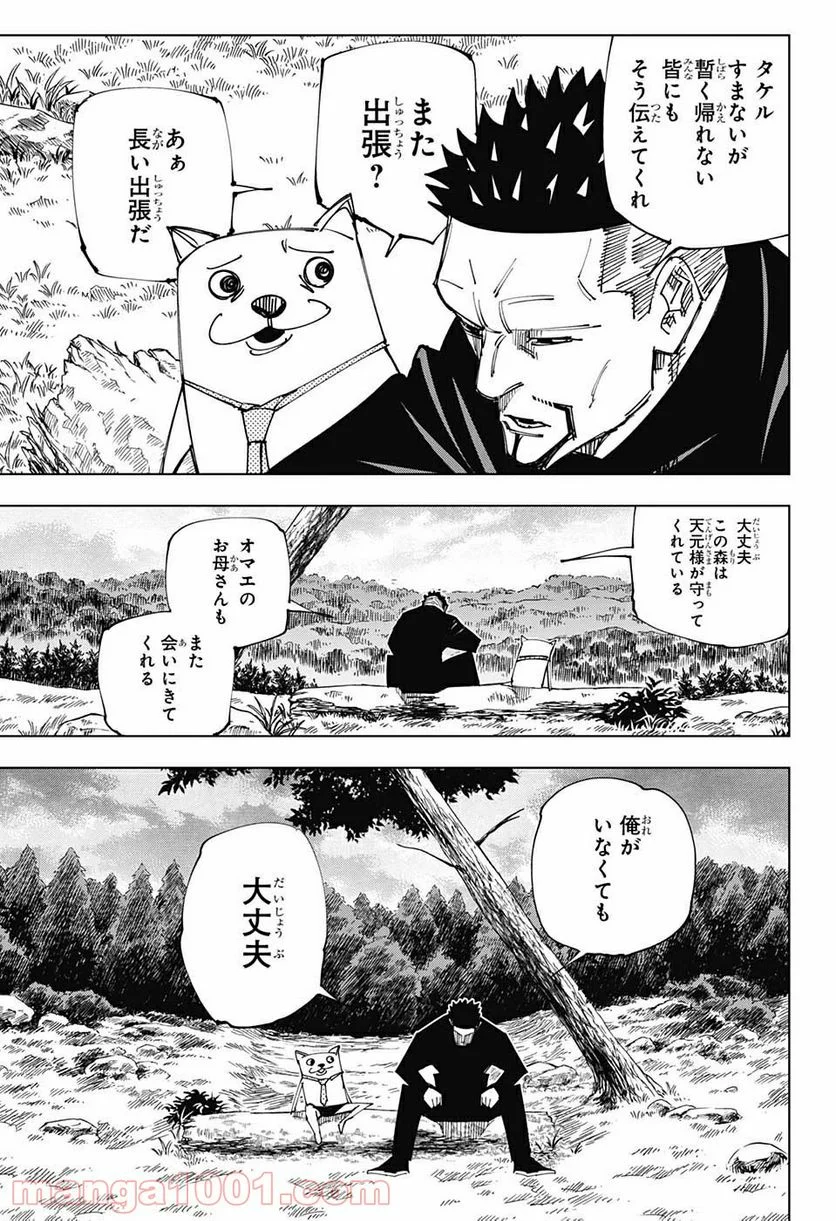 タケル
すまないが
暫く帰れない
皆にも
そう伝えてくれ
また
出張?
あぁ
長い出張だ
大丈夫
この森は
天元様が守って
くれている
オマエの
お母さんも
また
会いにきて
くれる
俺が
いなくても
大丈夫
manga1001.com